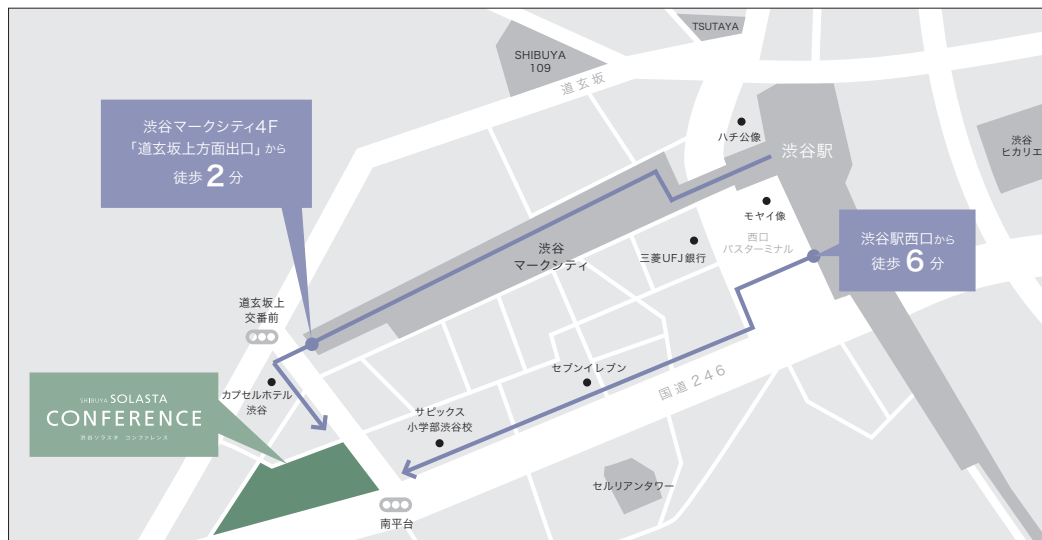 TSUTAYA
SHIBUYA
109
道玄坂
渋谷マークシティ4F
「道玄坂上方面出口」から
徒歩2分
ハチ公像
渋谷駅
渋谷
ヒカリエ
モヤイ像
西口
バスターミナル
三菱UFJ銀行
渋谷駅西口から
徒歩6分
渋谷
マークシティ
道玄坂上
交番前
セブンイレブン
国道246
カプセルホテル
渋谷
SHIBUYA SOLASTA
CONFERENCE
渋谷ソラスタ コンファレンス
サピックス
小学部渋谷校
セルリアンタワー
南平台